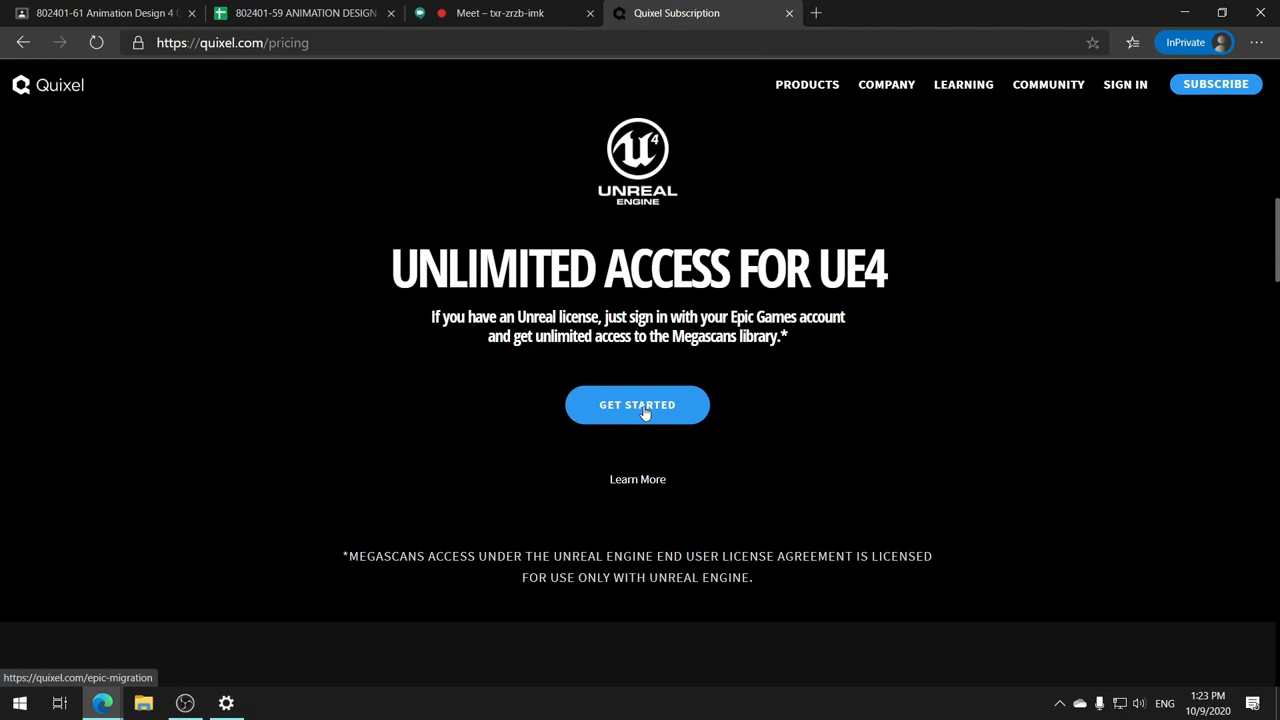 802401-61 Animation Design 4 (
802401-59 ANIMATION DESIGN
Meet – txr-zrzb-imk
Quixel Subscription
https://quixel.com/pricing
InPrivate
Quixel
PRODUCTS
COMPANY
LEARNING
COMMUNITY
SIGN IN
SUBSCRIBE
4
UNREAL
ENGINE
UNLIMITED ACCESS FOR UE4
If you have an Unreal license, just sign in with your Epic Games account
and get unlimited access to the Megascans library.*
GET STARTED
Learn More
*MEGASCANS ACCESS UNDER THE UNREAL ENGINE END USER LICENSE AGREEMENT IS LICENSED
FOR USE ONLY WITH UNREAL ENGINE.
https://quixel.com/epic-migration
ENG
1:23 PM
10/9/2020